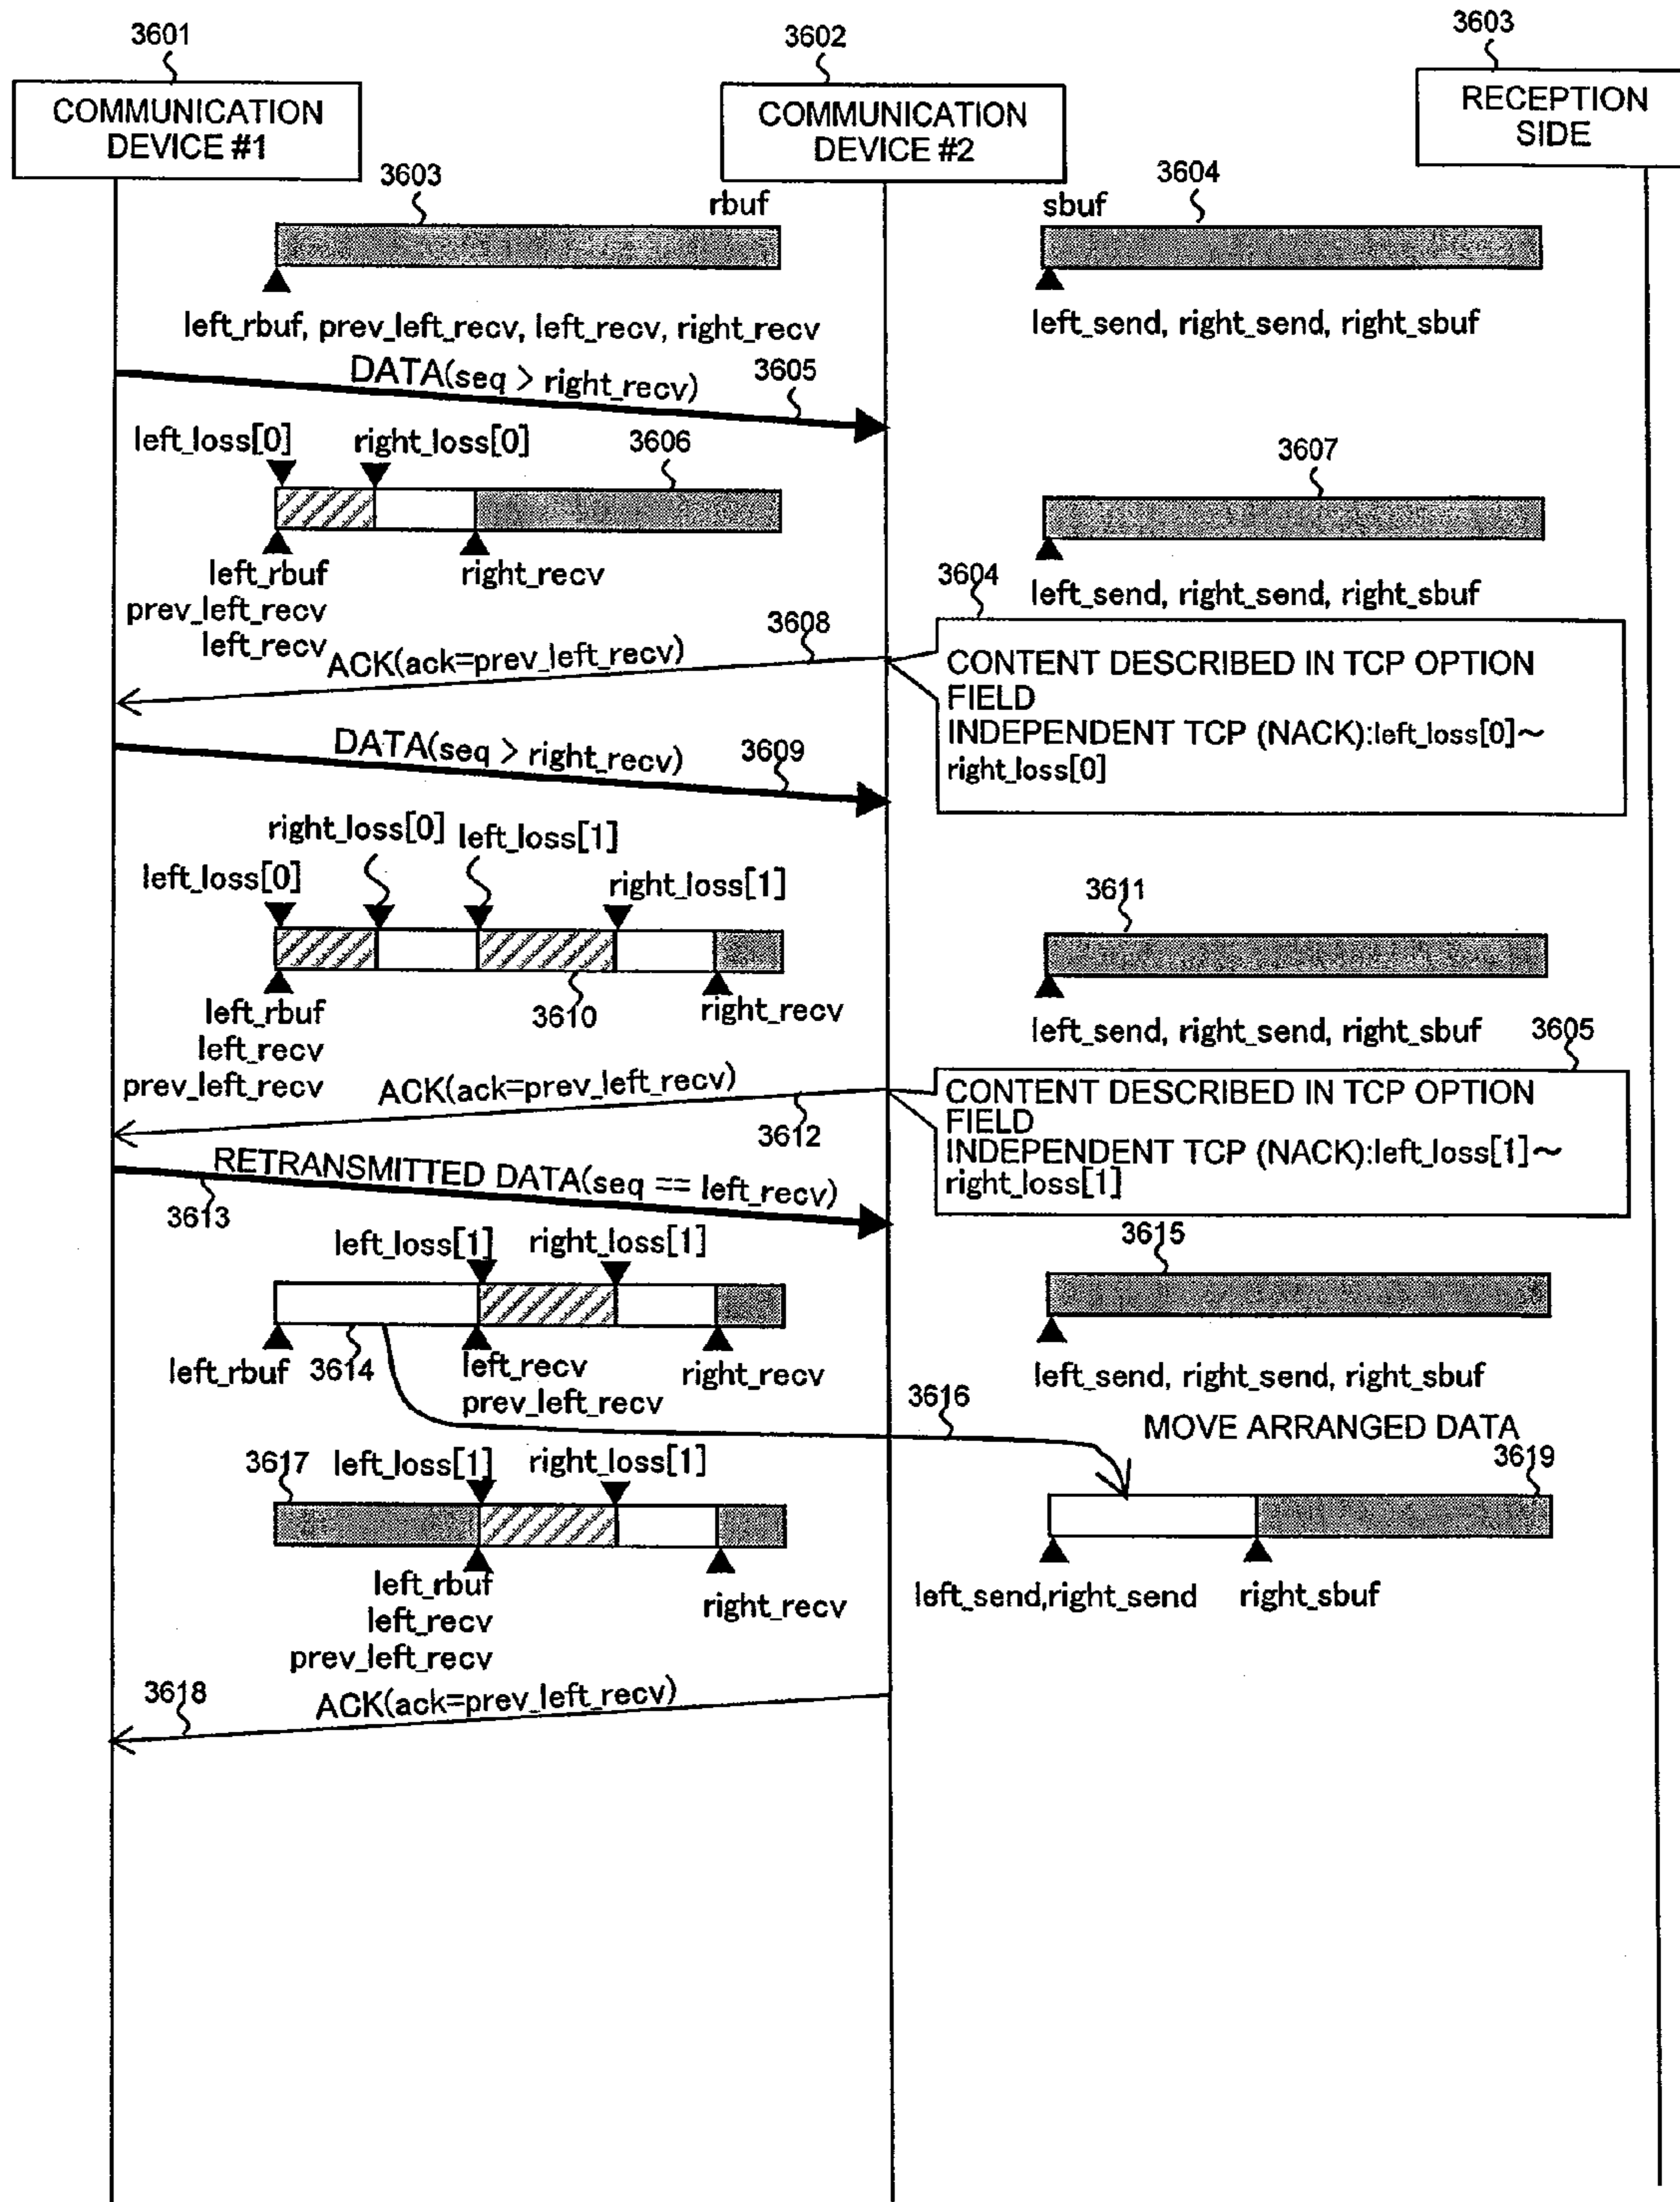 3601
3602
3603
COMMUNICATION
DEVICE #1
COMMUNICATION
DEVICE #2
RECEPTION
SIDE
3603
rbuf
sbuf
3604
left_rbuf, prev_left_recv, left_recv, right_recv
left_send, right_send, right_sbuf
DATA(seq > right_recv)
3605
left_loss[0]
right_loss[0]
3606
3607
left_rbuf
prev_left_recv
left_recv
right_recv
left_send, right_send, right_sbuf
3604
3608
ACK(ack=prev_left_recv)
CONTENT DESCRIBED IN TCP OPTION
FIELD
INDEPENDENT TCP (NACK):left_loss[0]~
right_loss[0]
DATA(seq > right_recv)
3609
right_loss[0]
left_loss[1]
left_loss[0]
right_loss[1]
3611
left_rbuf
left_recv
prev_left_recv
3610
right_recv
left_send, right_send, right_sbuf
3605
ACK(ack=prev_left_recv)
3612
CONTENT DESCRIBED IN TCP OPTION
FIELD
INDEPENDENT TCP (NACK):left_loss[1]~
right_loss[1]
RETRANSMITTED DATA(seq == left_recv)
3613
left_loss[1]
right_loss[1]
3615
left_rbuf
3614
left_recv
prev_left_recv
right_recv
left_send, right_send, right_sbuf
3616
MOVE ARRANGED DATA
3617
left_loss[1]
right_loss[1]
3619
left_rbuf
left_recv
prev_left_recv
right_recv
left_send,right_send
right_sbuf
3618
ACK(ack=prev_left_recv)